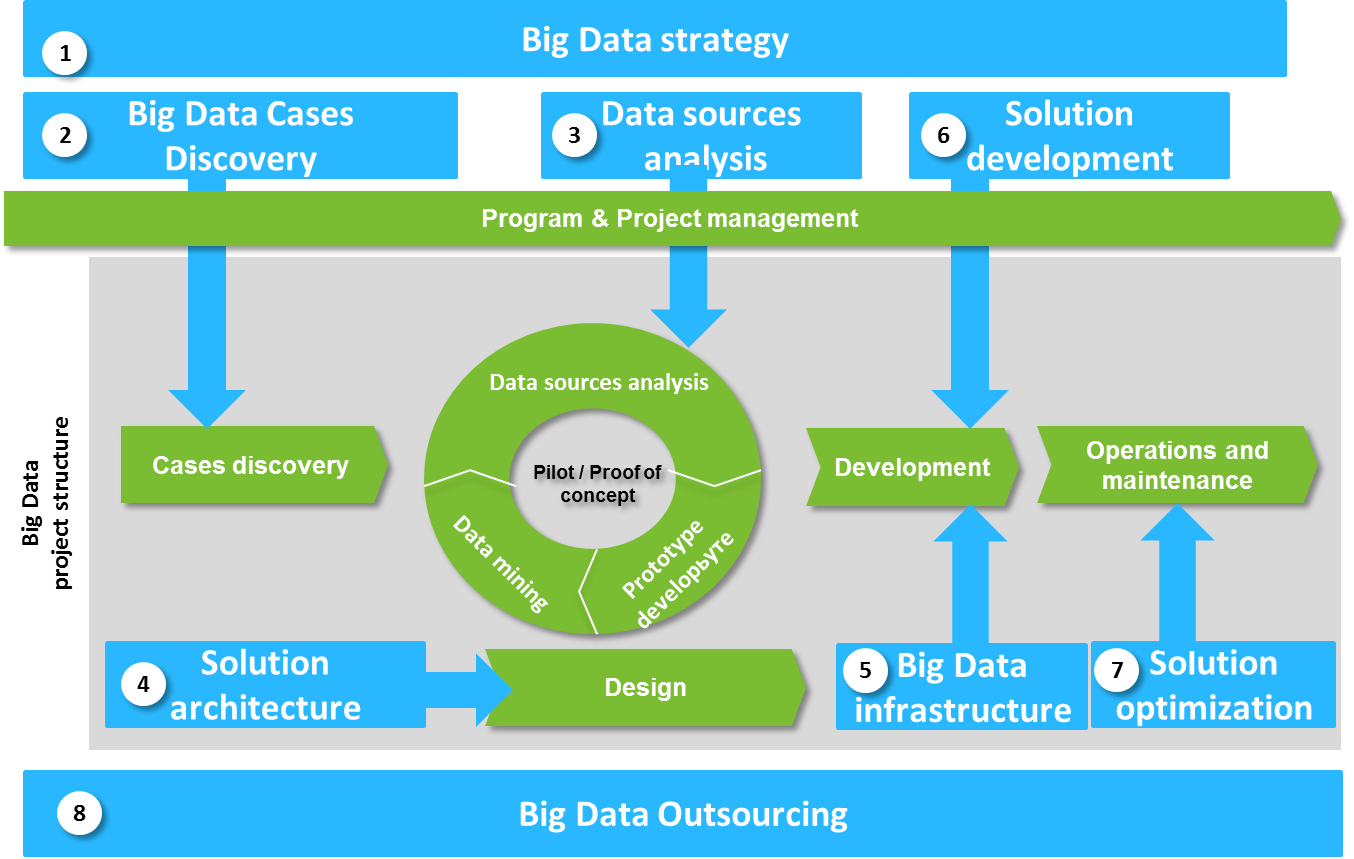 1
Big Data strategy
2
Big Data Cases
Discovery
3
Data sources
analysis
6
Solution
development
Program & Project management
Big Data
project structure
Cases discovery
Data sources analysis
Pilot / Proof of
concept
Data mining
Prototype
developьyте
Development
Operations and
maintenance
4
Solution
architecture
Design
5
Big Data
infrastructure
7
Solution
optimization
8
Big Data Outsourcing